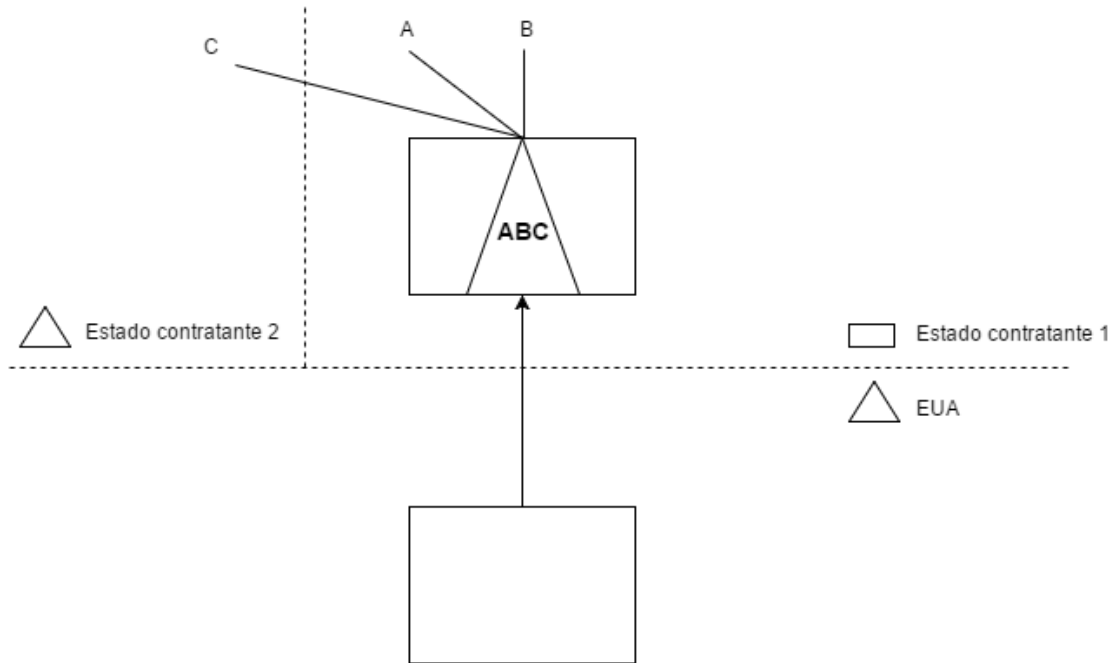 A
B
C
ABC
Estado contratante 2
Estado contratante 1
EUA